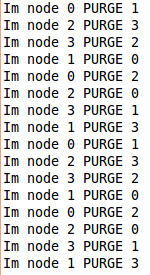 Im node 0 PURGE 1
Im node 2 PURGE 3
Im node 3 PURGE 2
Im node 1 PURGE 0
Im node 0 PURGE 2
Im node 2 PURGE 0
Im node 3 PURGE 1
Im node 1 PURGE 3
Im node 0 PURGE 1
Im node 2 PURGE 3
Im node 3 PURGE 2
Im node 1 PURGE 0
Im node 0 PURGE 2
Im node 2 PURGE 0
Im node 3 PURGE 1
Im node 1 PURGE 3